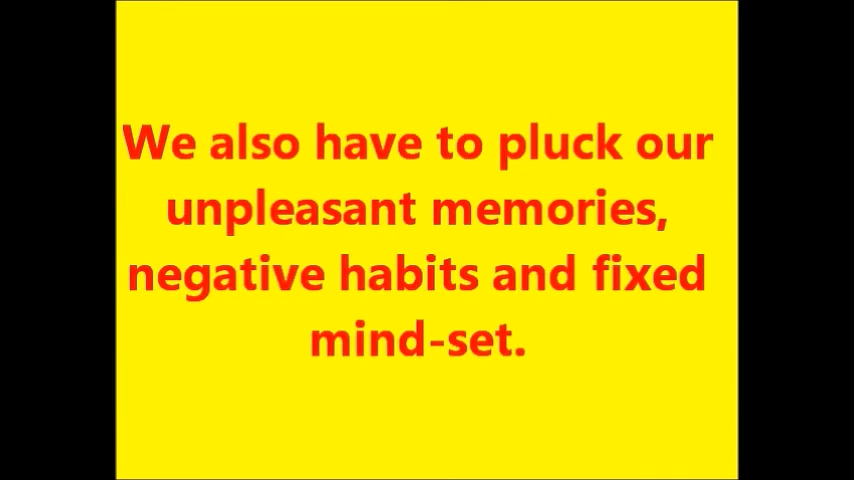 We also have to pluck our
unpleasant memories,
negative habits and fixed
mind-set.